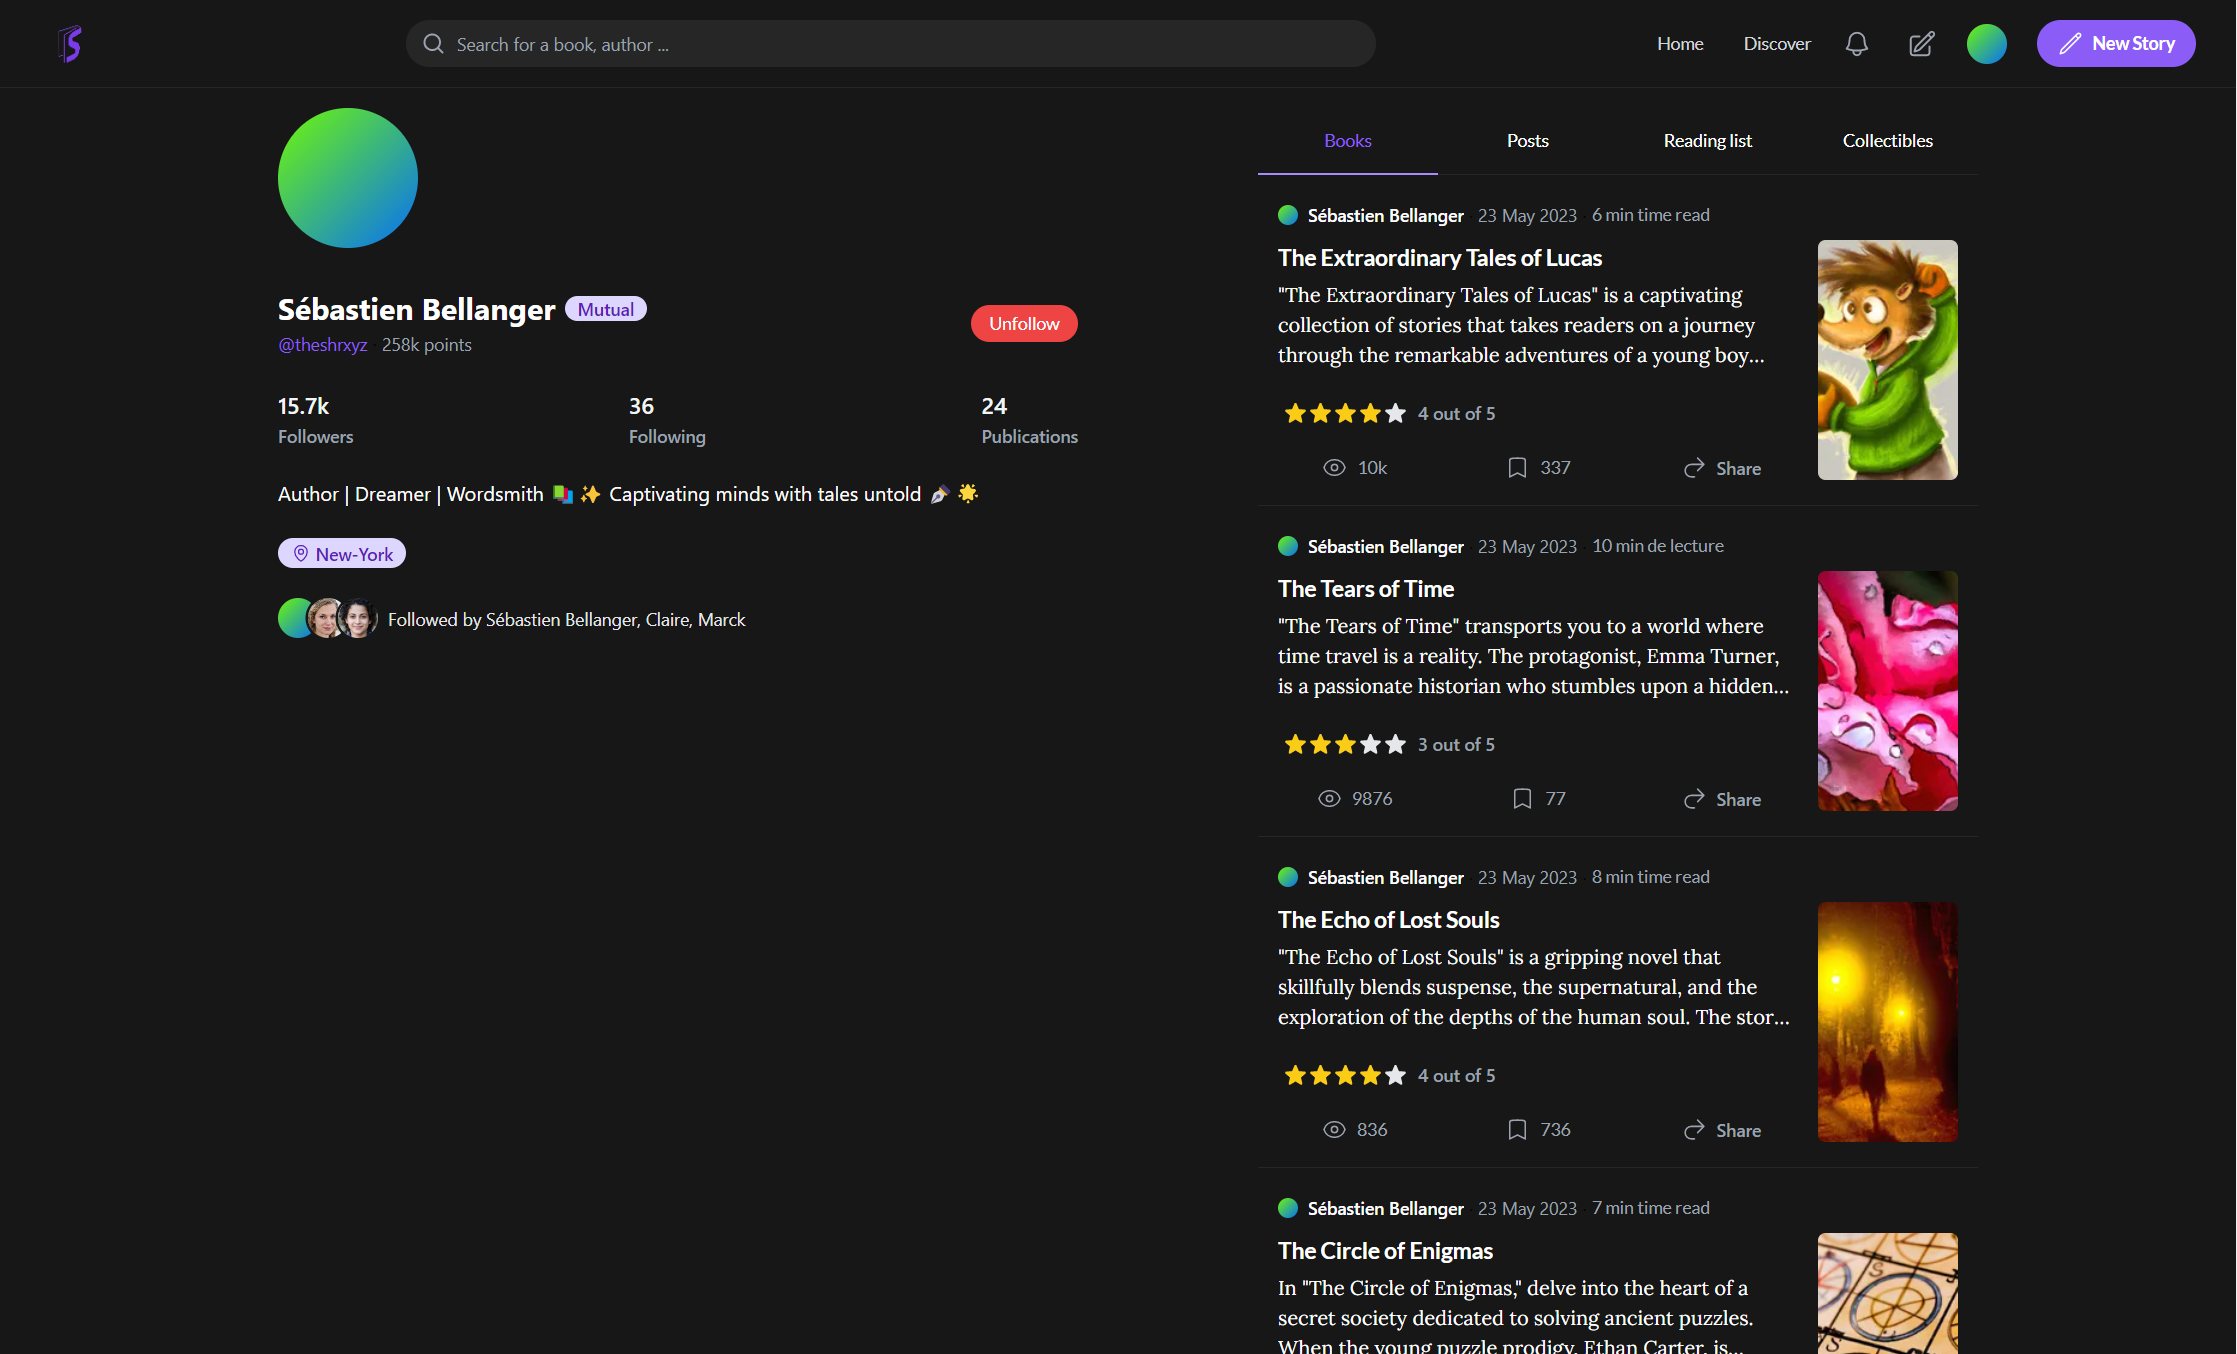 Search for a book, author ...
Home
Discover
New Story
Sébastien Bellanger
Mutual
@theshrxyz · 258k points
Unfollow
15.7k
Followers
36
Following
24
Publications
Author | Dreamer | Wordsmith 📚✨ Captivating minds with tales untold 🖋️🌟
New-York
Followed by Sébastien Bellanger, Claire, Marck
Books
Posts
Reading list
Collectibles
Sébastien Bellanger · 23 May 2023 · 6 min time read
The Extraordinary Tales of Lucas
"The Extraordinary Tales of Lucas" is a captivating
collection of stories that takes readers on a journey
through the remarkable adventures of a young boy...
4 out of 5
10k
337
Share
Sébastien Bellanger · 23 May 2023 · 10 min de lecture
The Tears of Time
"The Tears of Time" transports you to a world where
time travel is a reality. The protagonist, Emma Turner,
is a passionate historian who stumbles upon a hidden...
3 out of 5
9876
77
Share
Sébastien Bellanger · 23 May 2023 · 8 min time read
The Echo of Lost Souls
"The Echo of Lost Souls" is a gripping novel that
skillfully blends suspense, the supernatural, and the
exploration of the depths of the human soul. The stor...
4 out of 5
836
736
Share
Sébastien Bellanger · 23 May 2023 · 7 min time read
The Circle of Enigmas
In "The Circle of Enigmas," delve into the heart of a
secret society dedicated to solving ancient puzzles.
When the young puzzle prodigy, Ethan Carter, is...